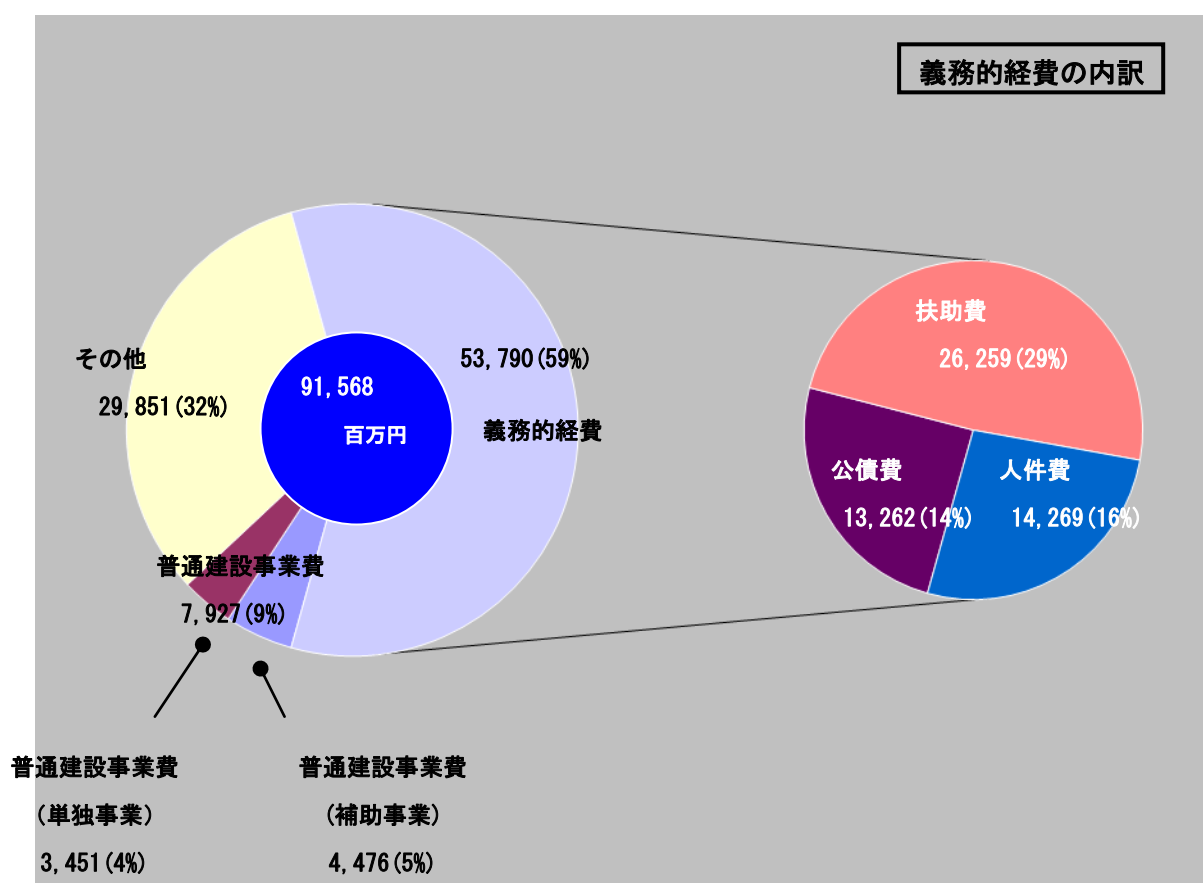 義務的経費の内訳
その他
29,851(32%)
91,568
百万円
53,790(59%)
義務的経費
扶助費
26,259(29%)
公債費
13,262(14%)
人件費
14,269(16%)
普通建設事業費
7,927(9%)
普通建設事業費
(単独事業)
3,451(4%)
普通建設事業費
(補助事業)
4,476(5%)